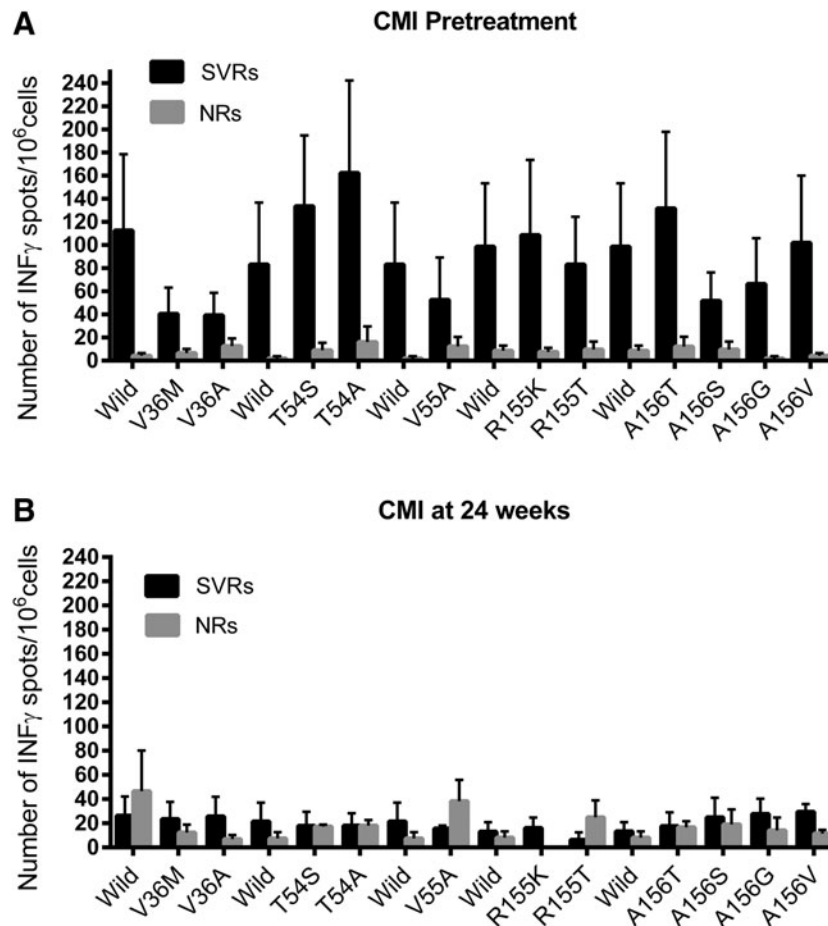 A
CMI Pretreatment
Number of INFγ spots/10⁶cells
SVRs
NRs
240
220
200
180
160
140
120
100
80
60
40
20
0
Wild
V36M
V36A
Wild
T54S
T54A
Wild
V55A
Wild
R155K
R155T
Wild
A156T
A156S
A156G
A156V
B
CMI at 24 weeks
Number of INFγ spots/10⁶cells
SVRs
NRs
240
220
200
180
160
140
120
100
80
60
40
20
0
Wild
V36M
V36A
Wild
T54S
T54A
Wild
V55A
Wild
R155K
R155T
Wild
A156T
A156S
A156G
A156V